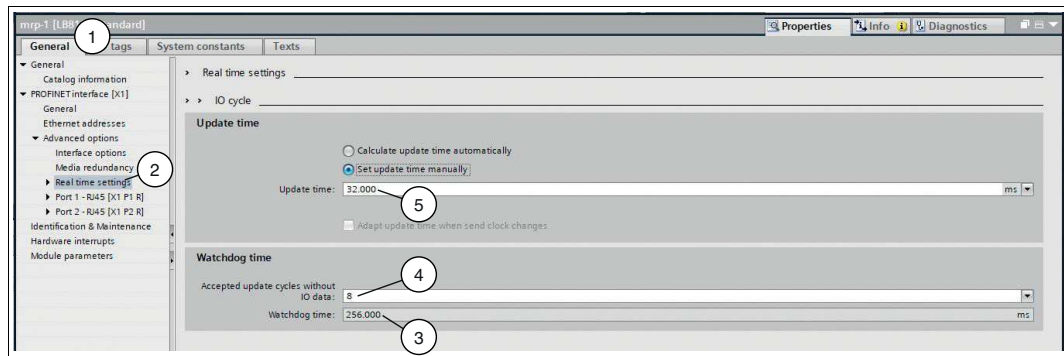 mrp-1 [LB81 Standard]
Properties Info Diagnostics
General tags System constants Texts
1
General
Catalog information
PROFINET interface [X1]
General
Ethernet addresses
Advanced options
Interface options
Media redundancy
Real time settings
Port 1 - RJ45 [X1 P1 R]
Port 2 - RJ45 [X1 P2 R]
Identification & Maintenance
Hardware interrupts
Module parameters
2
Real time settings
IO cycle
Update time
Calculate update time automatically
Set update time manually
Update time: 32.000 ms
5
Adapt update time when send clock changes
Watchdog time
Accepted update cycles without
IO data: 8
4
Watchdog time: 256.000 ms
3